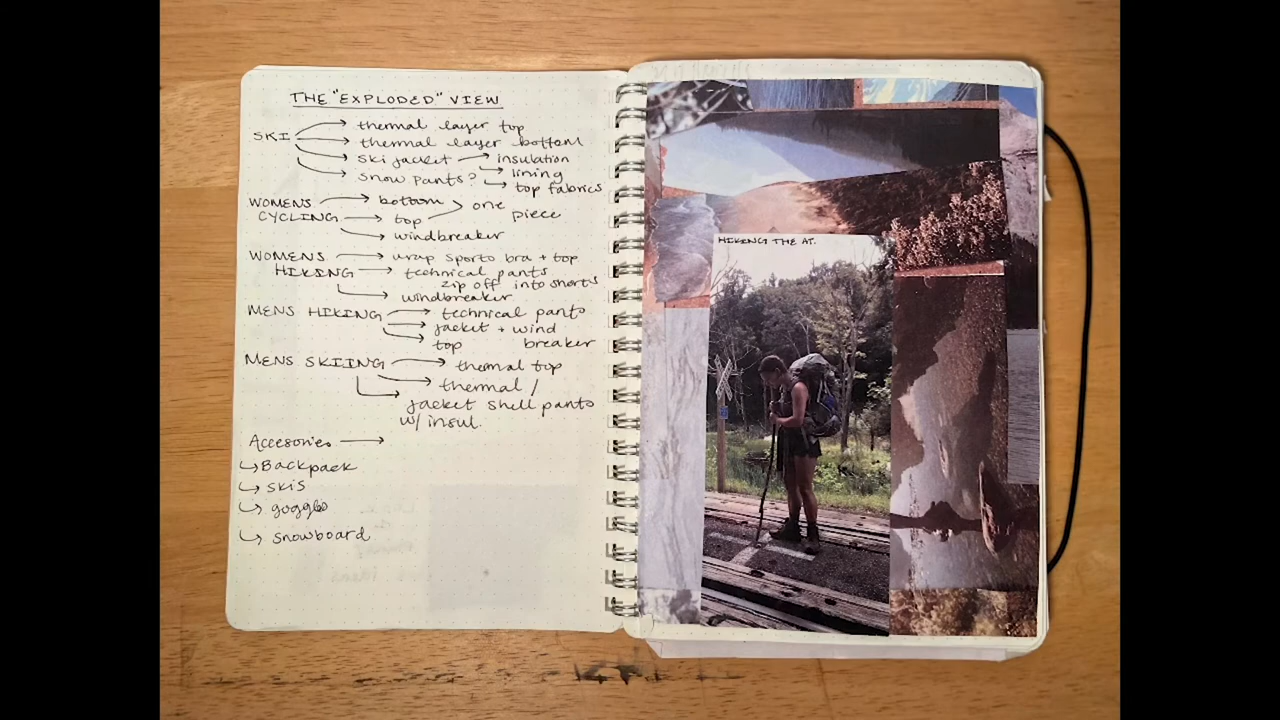 THE "EXPLODED" VIEW
SKI → thermal layer top
→ thermal layer bottom
→ ski jacket → insulation
→ snow pants? → lining
→ top fabrics
WOMENS → bottom > one
CYCLING → top piece
→ windbreaker
WOMENS → wrap sports bra + top
HIKING → technical pants
zip off into shorts
→ windbreaker
MENS HIKING → technical pants
→ jacket + wind
→ top breaker
MENS SKIING → thermal top
→ thermal /
→ jacket shell pants
w/ insul.
Accesories →
↳ Backpack
↳ skis
↳ goggles
↳ snowboard
HIKING THE AT.